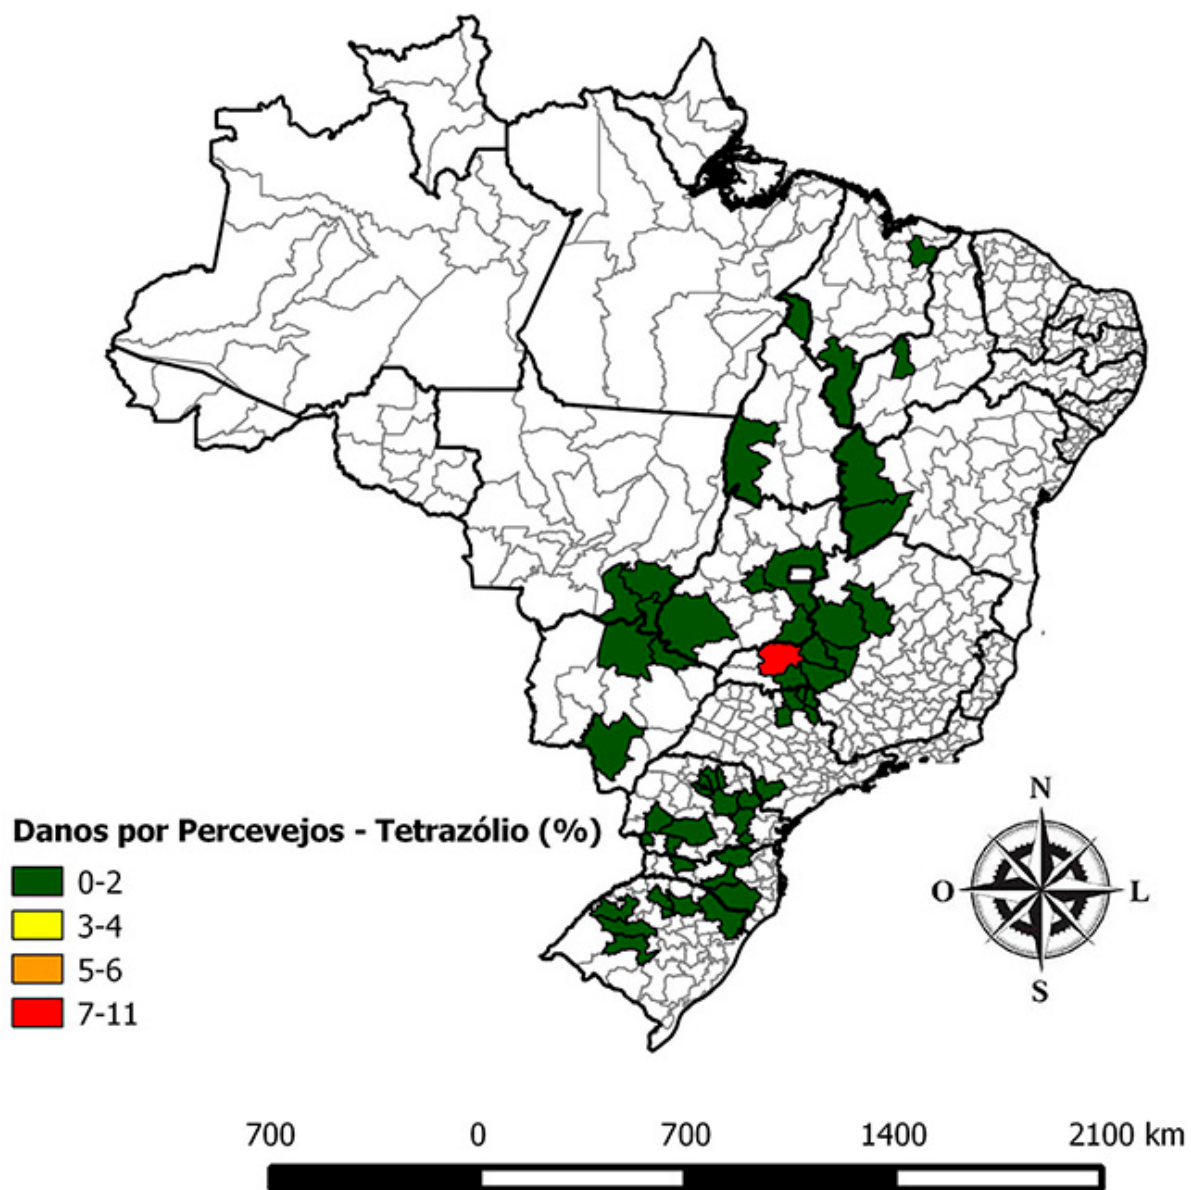 N
O L
S
Danos por Percevejos - Tetrazólio (%)
0-2
3-4
5-6
7-11
700 0 700 1400 2100 km